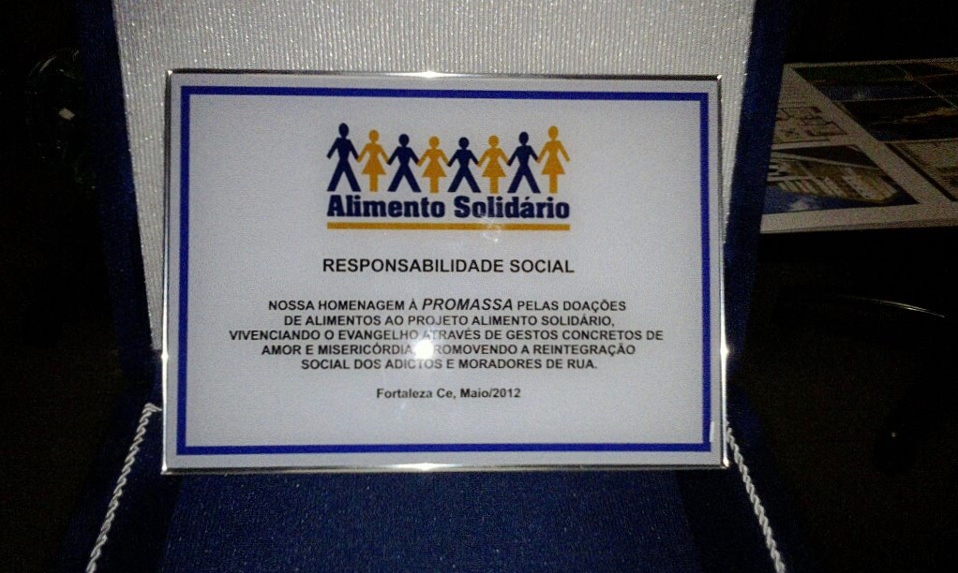 Alimento Solidário
RESPONSABILIDADE SOCIAL
NOSSA HOMENAGEM À PROMASSA PELAS DOAÇÕES
DE ALIMENTOS AO PROJETO ALIMENTO SOLIDÁRIO,
VIVENCIANDO O EVANGELHO ATRAVÉS DE GESTOS CONCRETOS DE
AMOR E MISERICÓRDIA, PROMOVENDO A REINTEGRAÇÃO
SOCIAL DOS ADICTOS E MORADORES DE RUA.
Fortaleza Ce, Maio/2012